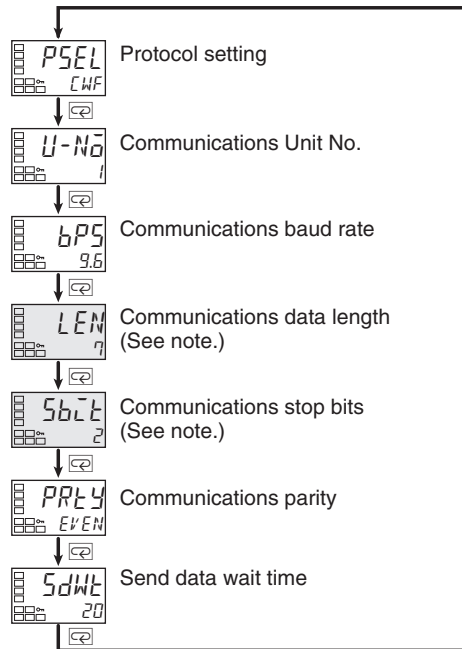 PSEL
CWF
Protocol setting
U-No
1
Communications Unit No.
bPS
9.6
Communications baud rate
LEN
7
Communications data length
(See note.)
Sbit
2
Communications stop bits
(See note.)
PRtY
EVEN
Communications parity
SdWt
20
Send data wait time